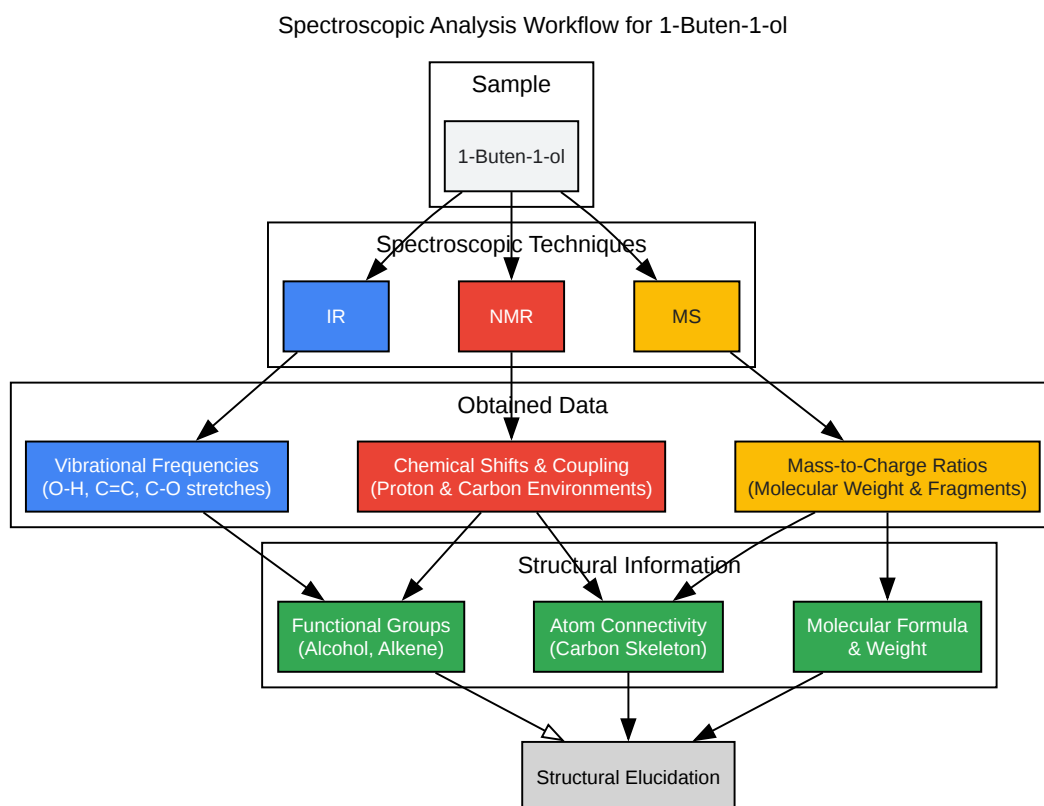 Spectroscopic Analysis Workflow for 1-Buten-1-ol
Sample
1-Buten-1-ol
Spectroscopic Techniques
IR
NMR
MS
Obtained Data
Vibrational Frequencies
(O-H, C=C, C-O stretches)
Chemical Shifts & Coupling
(Proton & Carbon Environments)
Mass-to-Charge Ratios
(Molecular Weight & Fragments)
Structural Information
Functional Groups
(Alcohol, Alkene)
Atom Connectivity
(Carbon Skeleton)
Molecular Formula
& Weight
Structural Elucidation